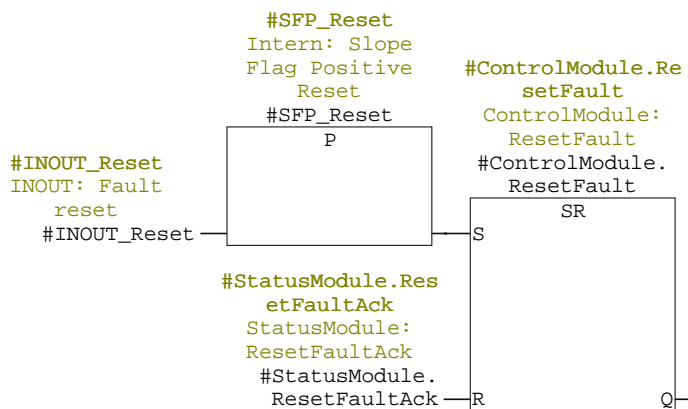 #SFP_Reset
Intern: Slope
Flag Positive
Reset
#SFP_Reset
P
#ControlModule.Re
setFault
ControlModule:
ResetFault
#ControlModule.
ResetFault
SR
#INOUT_Reset
INOUT: Fault
reset
#INOUT_Reset
S
#StatusModule.Res
etFaultAck
StatusModule:
ResetFaultAck
#StatusModule.
ResetFaultAck
R
Q